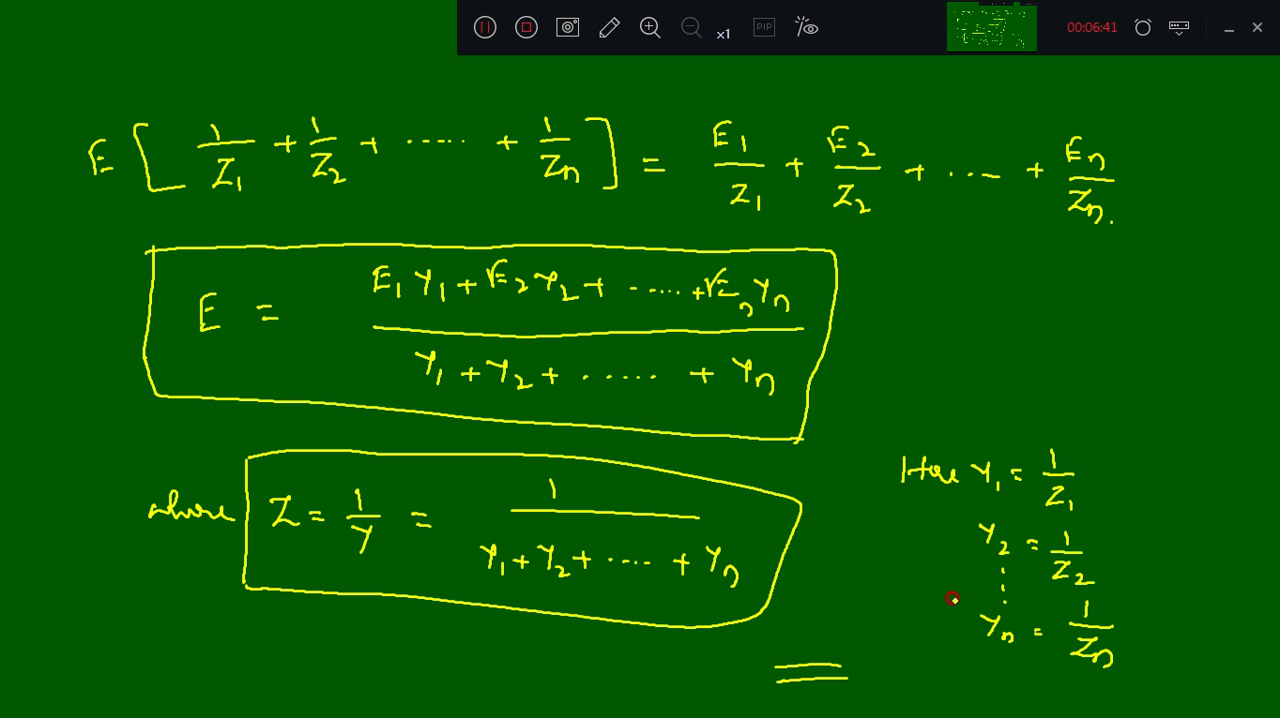 x1 PIP 00:06:41
E [ 1/Z1 + 1/Z2 + ..... + 1/Zn ] = E1/Z1 + E2/Z2 + .... + En/Zn.
E = (E1 Y1 + E2 Y2 + ..... + En Yn) / (Y1 + Y2 + ..... + Yn)
where Z = 1/Y = 1 / (Y1 + Y2 + .... + Yn)
Here Y1 = 1/Z1
Y2 = 1/Z2
Yn = 1/Zn